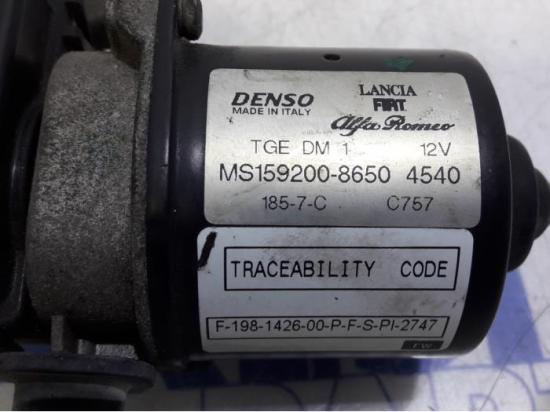 DENSO
MADE IN ITALY
LANCIA
FIAT
Alfa Romeo
TGE DM 1 12V
MS159200-8650 4540
185-7-C C757
TRACEABILITY CODE
F-198-1426-00-P-F-S-PI-2747
EW